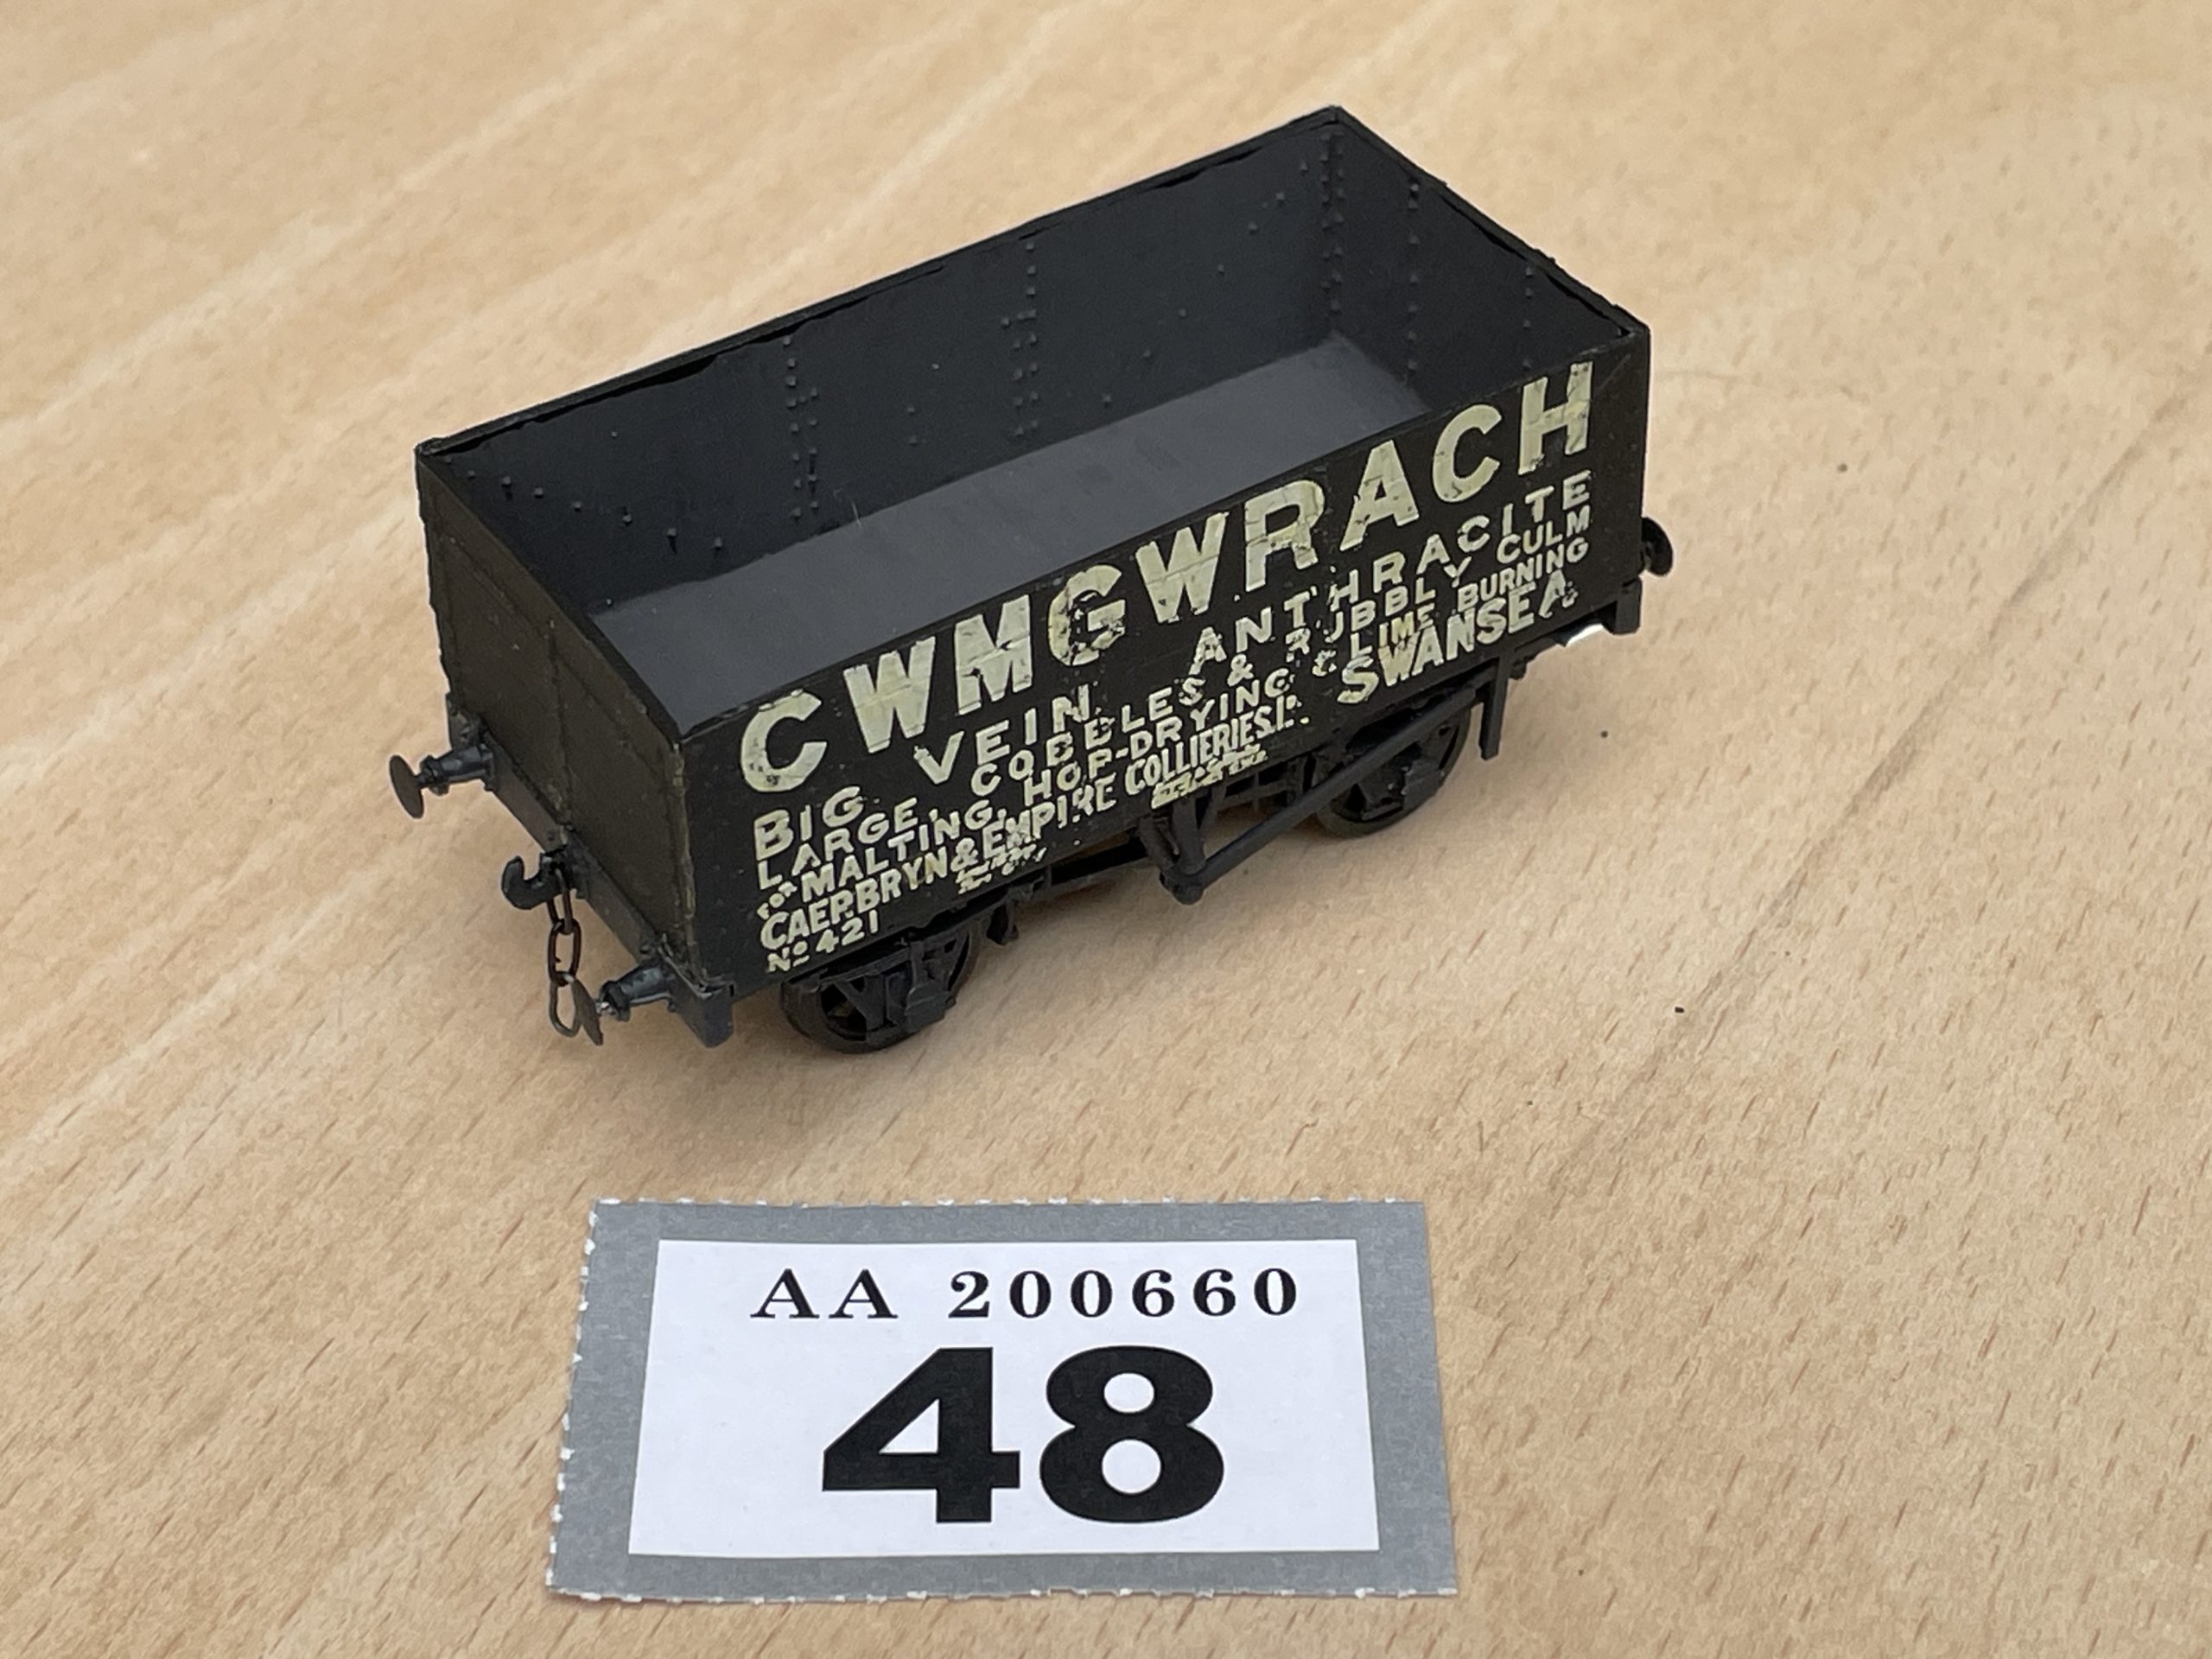 CWMGWRACH
BIG VEIN ANTHRACITE
LARGE, COBBLES & RUBBLY CULM
FOR MALTING, HOP-DRYING & LIME BURNING
CAERBRYN & EMPIRE COLLIERIES. LD. SWANSEA
Nº 421
AA 200660
48